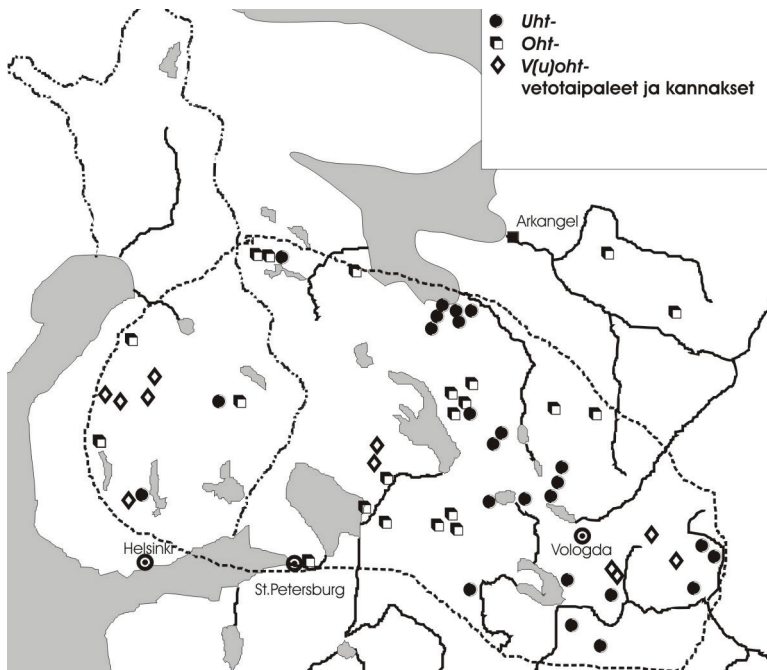 Uht-
Oht-
V(u)oht-
vetotaipaleet ja kannakset
Arkangel
Helsinki
St.Petersburg
Vologda